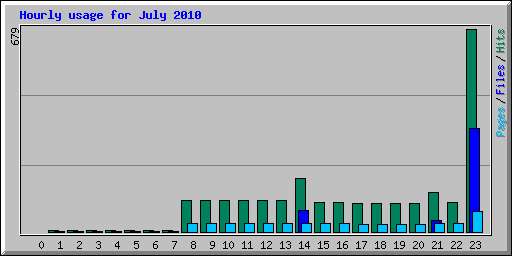 Hourly usage for July 2010
679
Pages / Files / Hits
0 1 2 3 4 5 6 7 8 9 10 11 12 13 14 15 16 17 18 19 20 21 22 23